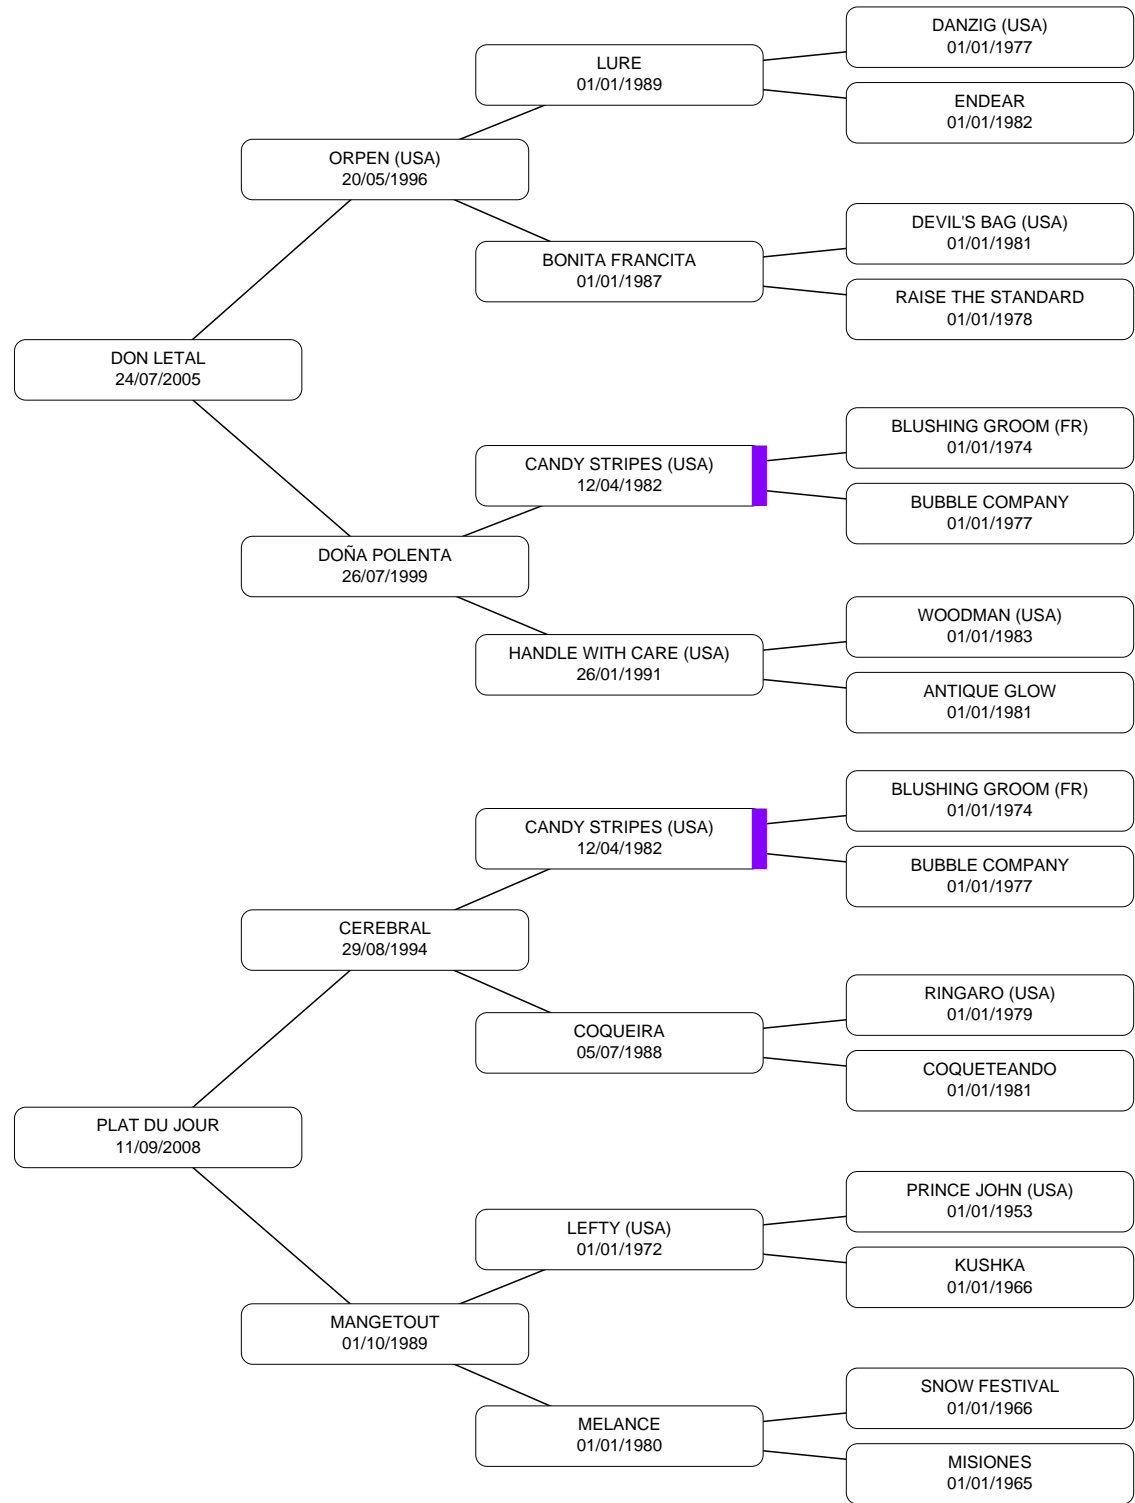 DANZIG (USA)
01/01/1977
LURE
01/01/1989
ENDEAR
01/01/1982
ORPEN (USA)
20/05/1996
DEVIL'S BAG (USA)
01/01/1981
BONITA FRANCITA
01/01/1987
RAISE THE STANDARD
01/01/1978
DON LETAL
24/07/2005
BLUSHING GROOM (FR)
01/01/1974
CANDY STRIPES (USA)
12/04/1982
BUBBLE COMPANY
01/01/1977
DOÑA POLENTA
26/07/1999
WOODMAN (USA)
01/01/1983
HANDLE WITH CARE (USA)
26/01/1991
ANTIQUE GLOW
01/01/1981
BLUSHING GROOM (FR)
01/01/1974
CANDY STRIPES (USA)
12/04/1982
BUBBLE COMPANY
01/01/1977
CEREBRAL
29/08/1994
RINGARO (USA)
01/01/1979
COQUEIRA
05/07/1988
COQUETEANDO
01/01/1981
PLAT DU JOUR
11/09/2008
PRINCE JOHN (USA)
01/01/1953
LEFTY (USA)
01/01/1972
KUSHKA
01/01/1966
MANGETOUT
01/10/1989
SNOW FESTIVAL
01/01/1966
MELANCE
01/01/1980
MISIONES
01/01/1965